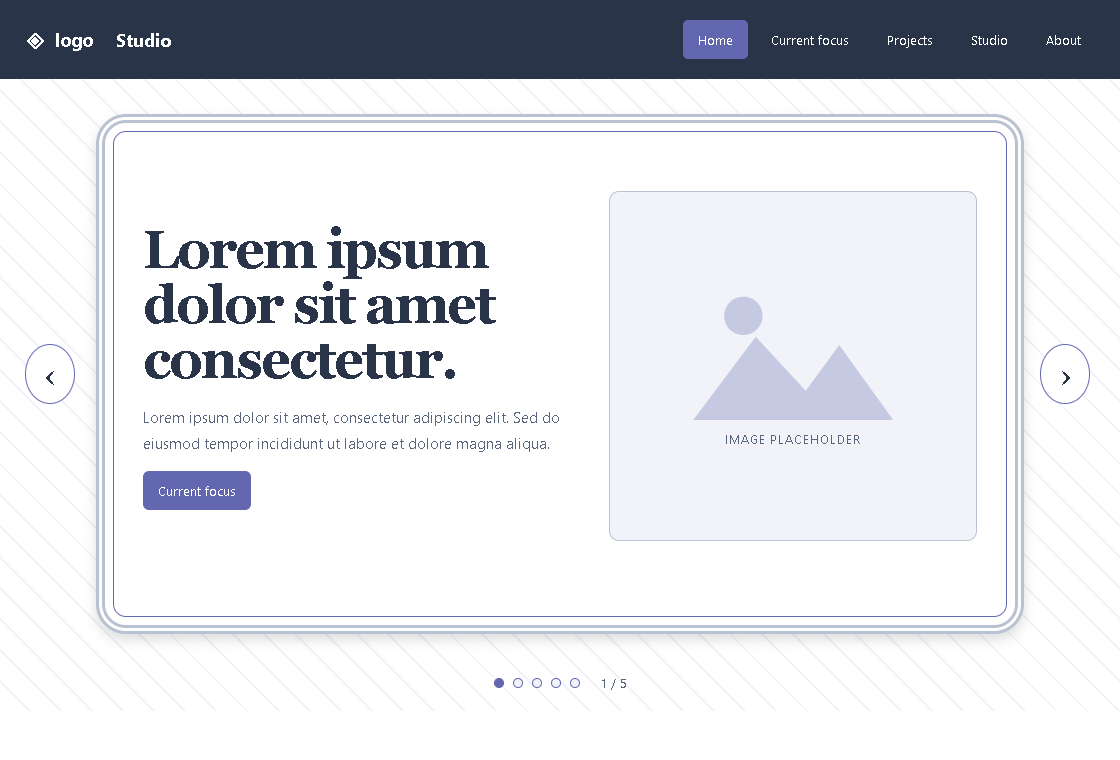 logo Studio
Home Current focus Projects Studio About
Lorem ipsum
dolor sit amet
consectetur.
Lorem ipsum dolor sit amet, consectetur adipiscing elit. Sed do
eiusmod tempor incididunt ut labore et dolore magna aliqua.
Current focus
IMAGE PLACEHOLDER
‹
›
1 / 5